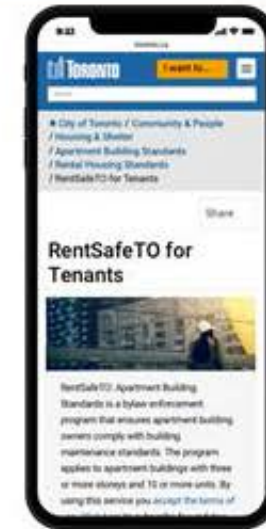 9:33
TORONTO
I want to...
City of Toronto / Community & People
/ Housing & Shelter
/ Apartment Building Standards
/ Rental Housing Standards
/ RentSafeTO for Tenants
Share
RentSafeTO for
Tenants
RentSafeTO: Apartment Building
Standards is a bylaw enforcement
program that ensures apartment building
owners comply with building
maintenance standards. The program
applies to apartment buildings with three
or more storeys and 10 or more units. By
using this service you accept the terms of